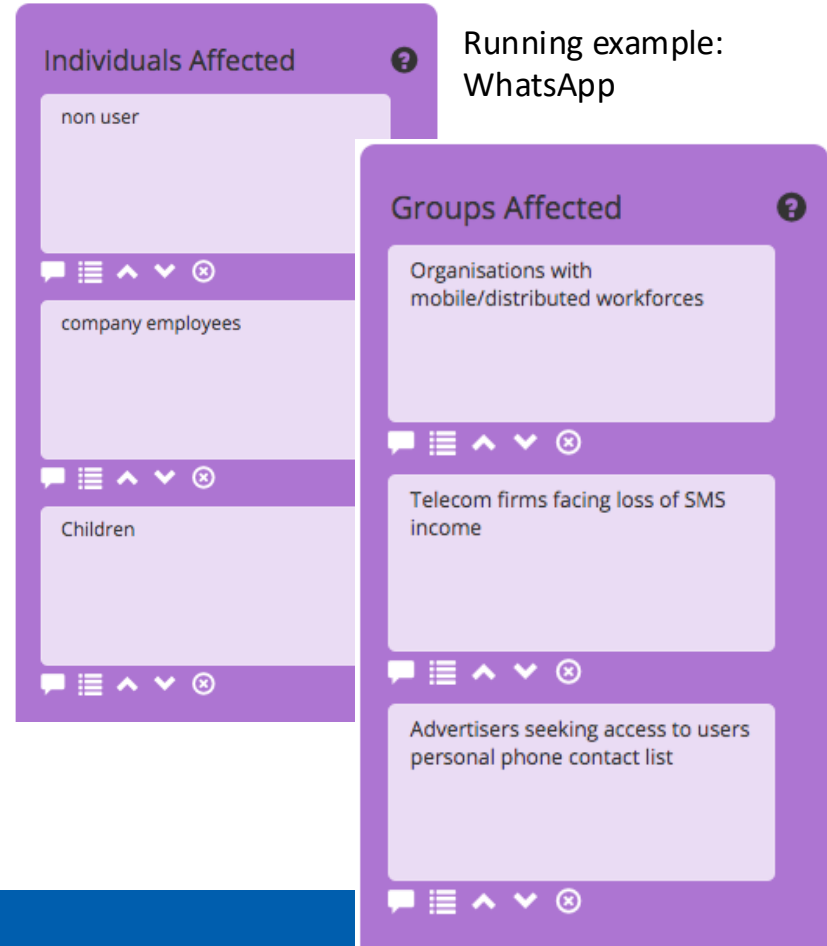 Individuals Affected
non user
company employees
Children
Running example:
WhatsApp
Groups Affected
Organisations with
mobile/distributed workforces
Telecom firms facing loss of SMS
income
Advertisers seeking access to users
personal phone contact list